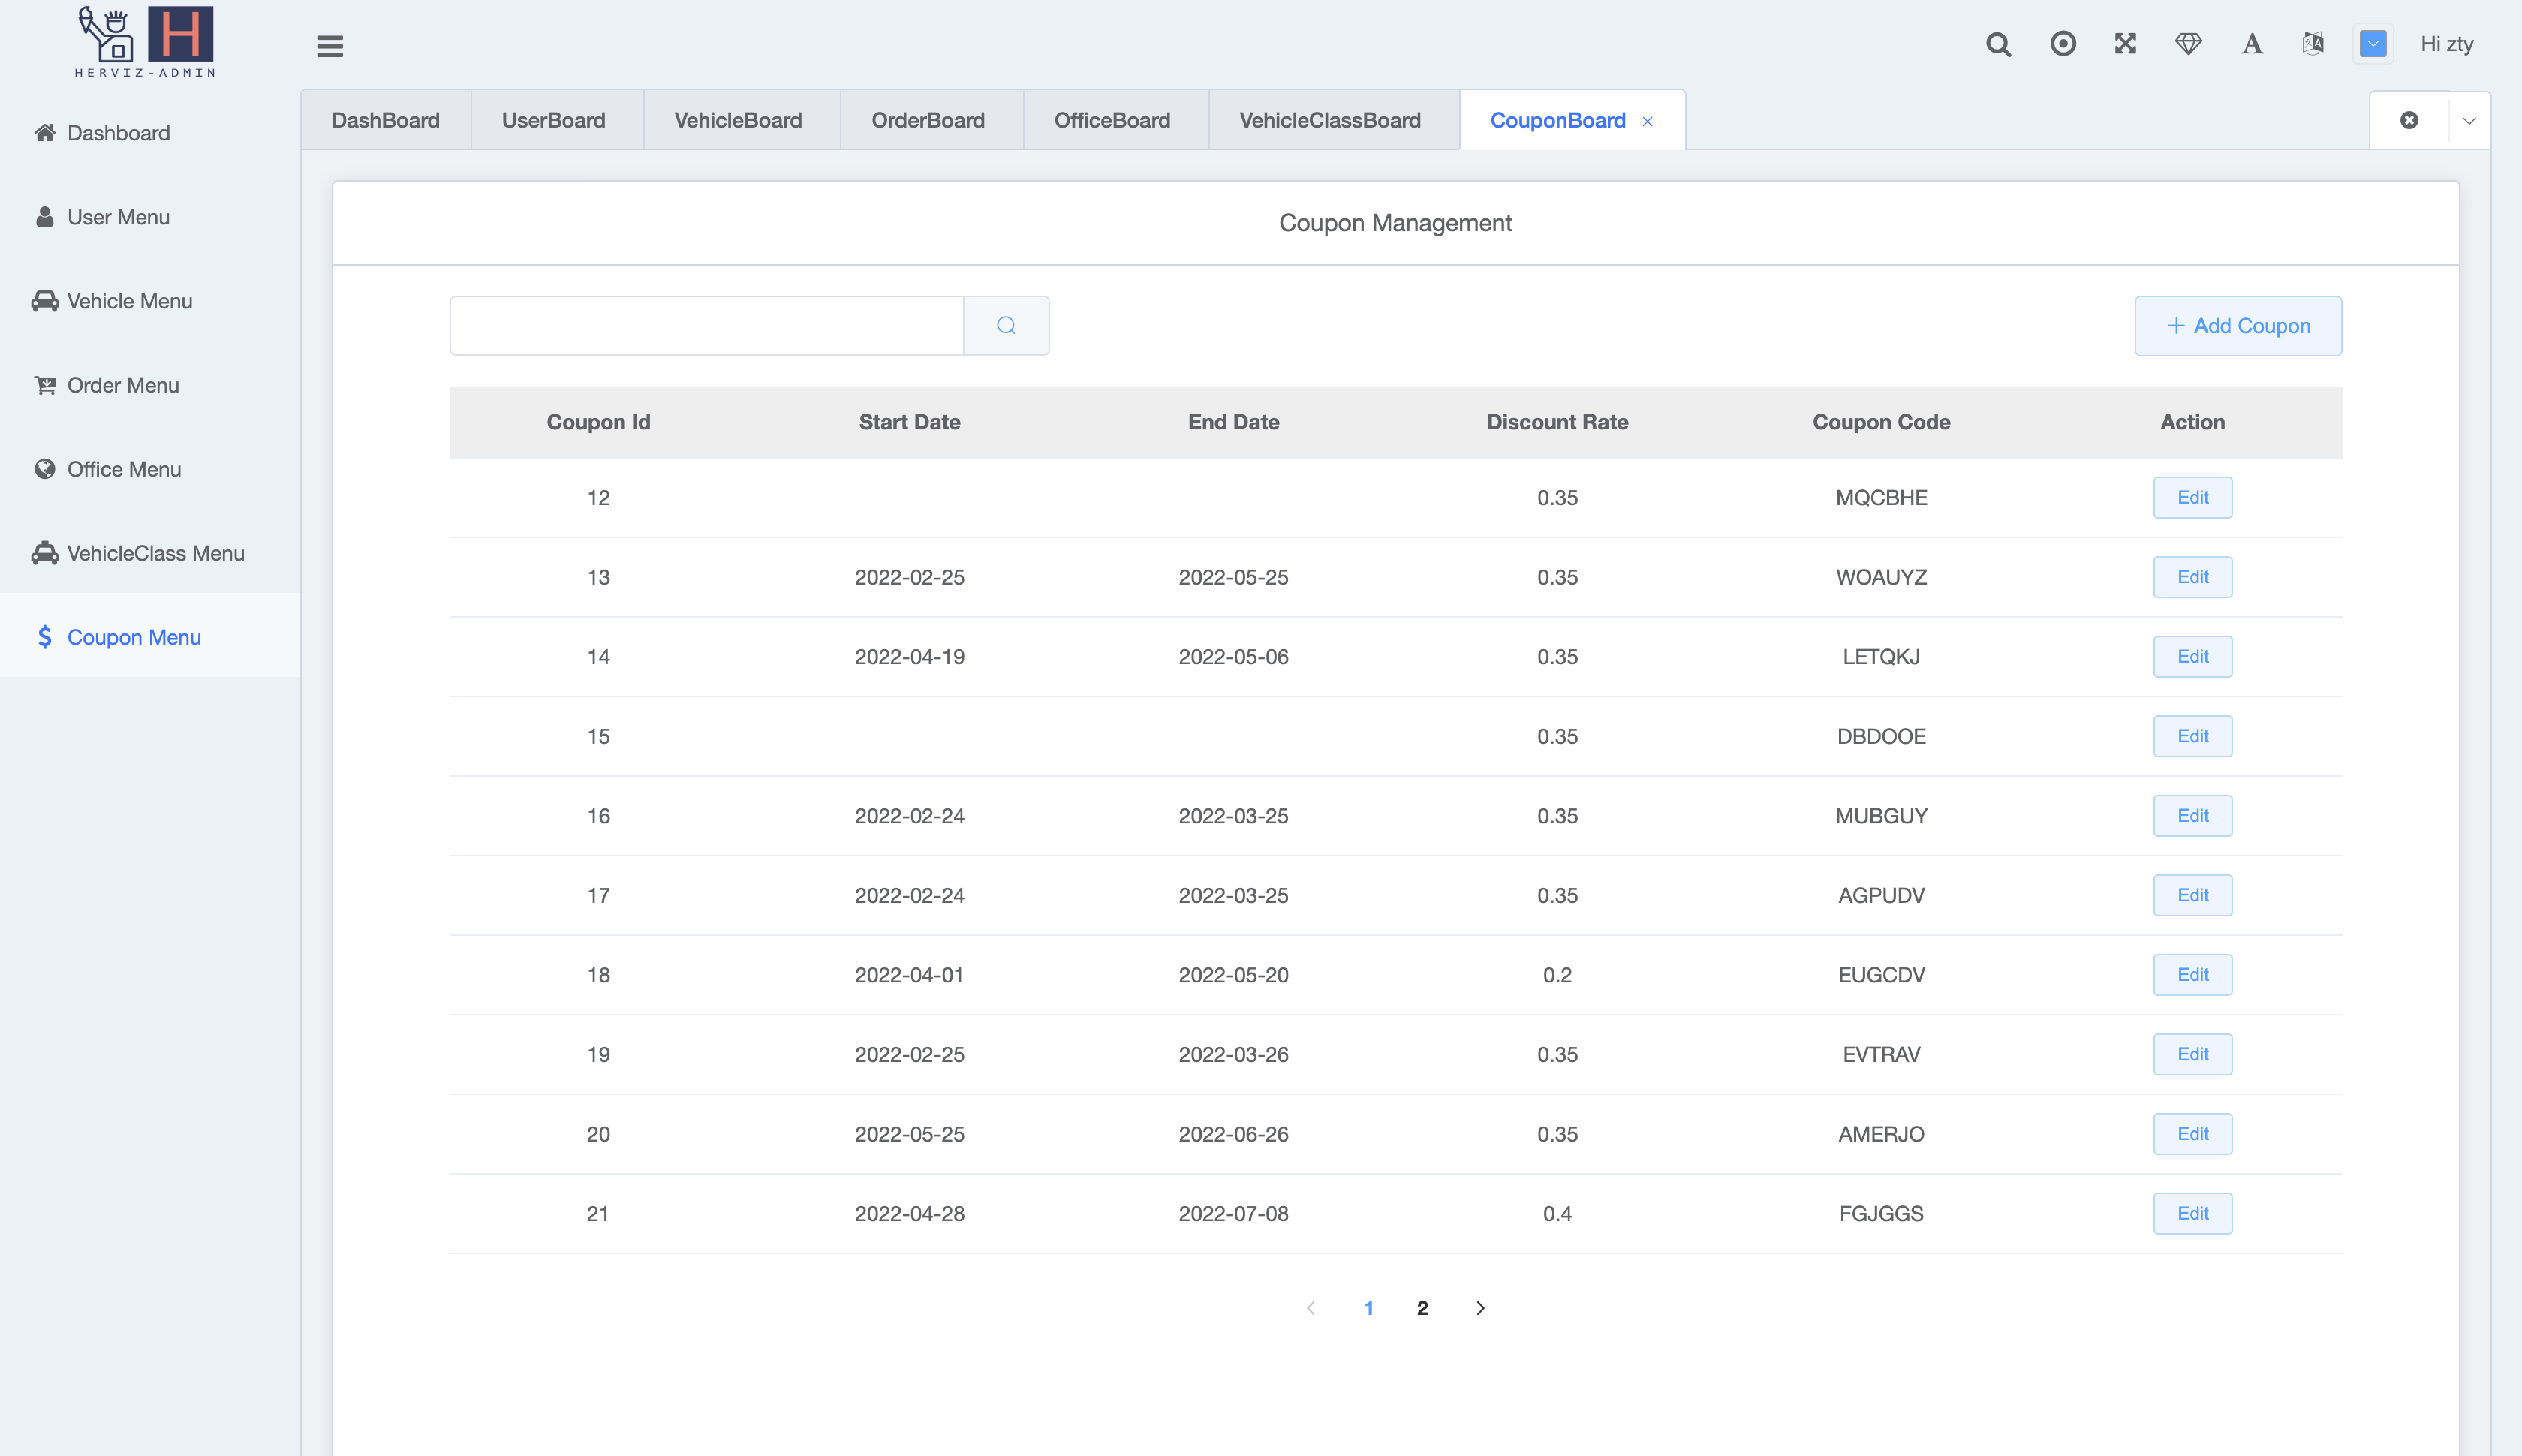 H
HERVIZ-ADMIN
Hi zty
Dashboard
User Menu
Vehicle Menu
Order Menu
Office Menu
VehicleClass Menu
Coupon Menu
DashBoard UserBoard VehicleBoard OrderBoard OfficeBoard VehicleClassBoard CouponBoard
Coupon Management
Add Coupon
Coupon Id Start Date End Date Discount Rate Coupon Code Action
12 0.35 MQCBHE Edit
13 2022-02-25 2022-05-25 0.35 WOAUYZ Edit
14 2022-04-19 2022-05-06 0.35 LETQKJ Edit
15 0.35 DBDOOE Edit
16 2022-02-24 2022-03-25 0.35 MUBGUY Edit
17 2022-02-24 2022-03-25 0.35 AGPUDV Edit
18 2022-04-01 2022-05-20 0.2 EUGCDV Edit
19 2022-02-25 2022-03-26 0.35 EVTRAV Edit
20 2022-05-25 2022-06-26 0.35 AMERJO Edit
21 2022-04-28 2022-07-08 0.4 FGJGGS Edit
1 2